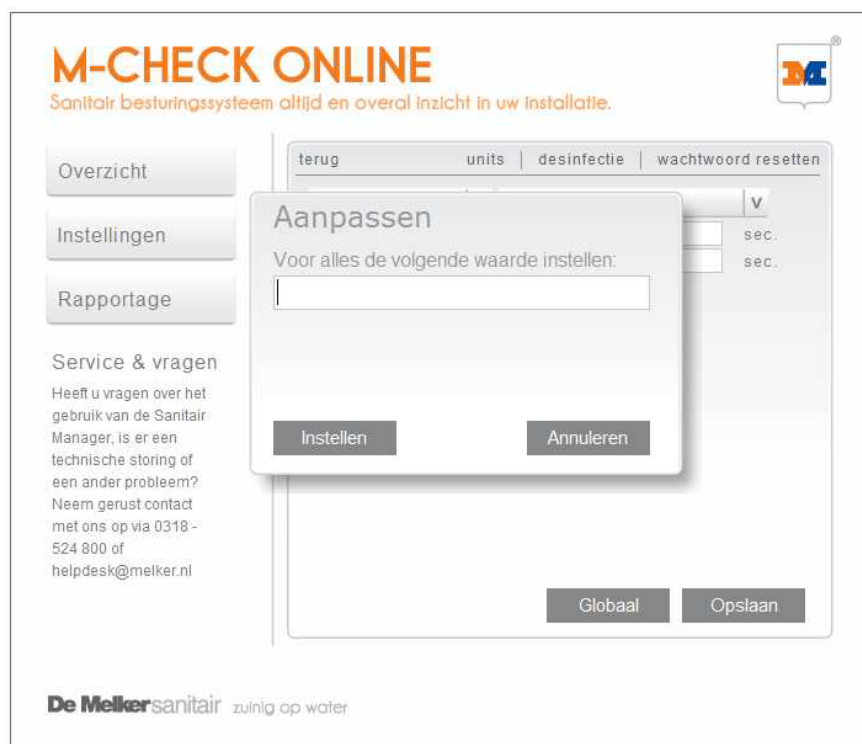 M-CHECK ONLINE
Sanitair besturingssysteem altijd en overal inzicht in uw installatie.
M
®
Overzicht
Instellingen
Rapportage
Service & vragen
Heeft u vragen over het
gebruik van de Sanitair
Manager, is er een
technische storing of
een ander probleem?
Neem gerust contact
met ons op via 0318 -
524 800 of
helpdesk@melker.nl
terug units | desinfectie | wachtwoord resetten
V
sec.
sec.
Aanpassen
Voor alles de volgende waarde instellen:
Instellen Annuleren
Globaal Opslaan
De Melkersanitair zuinig op water